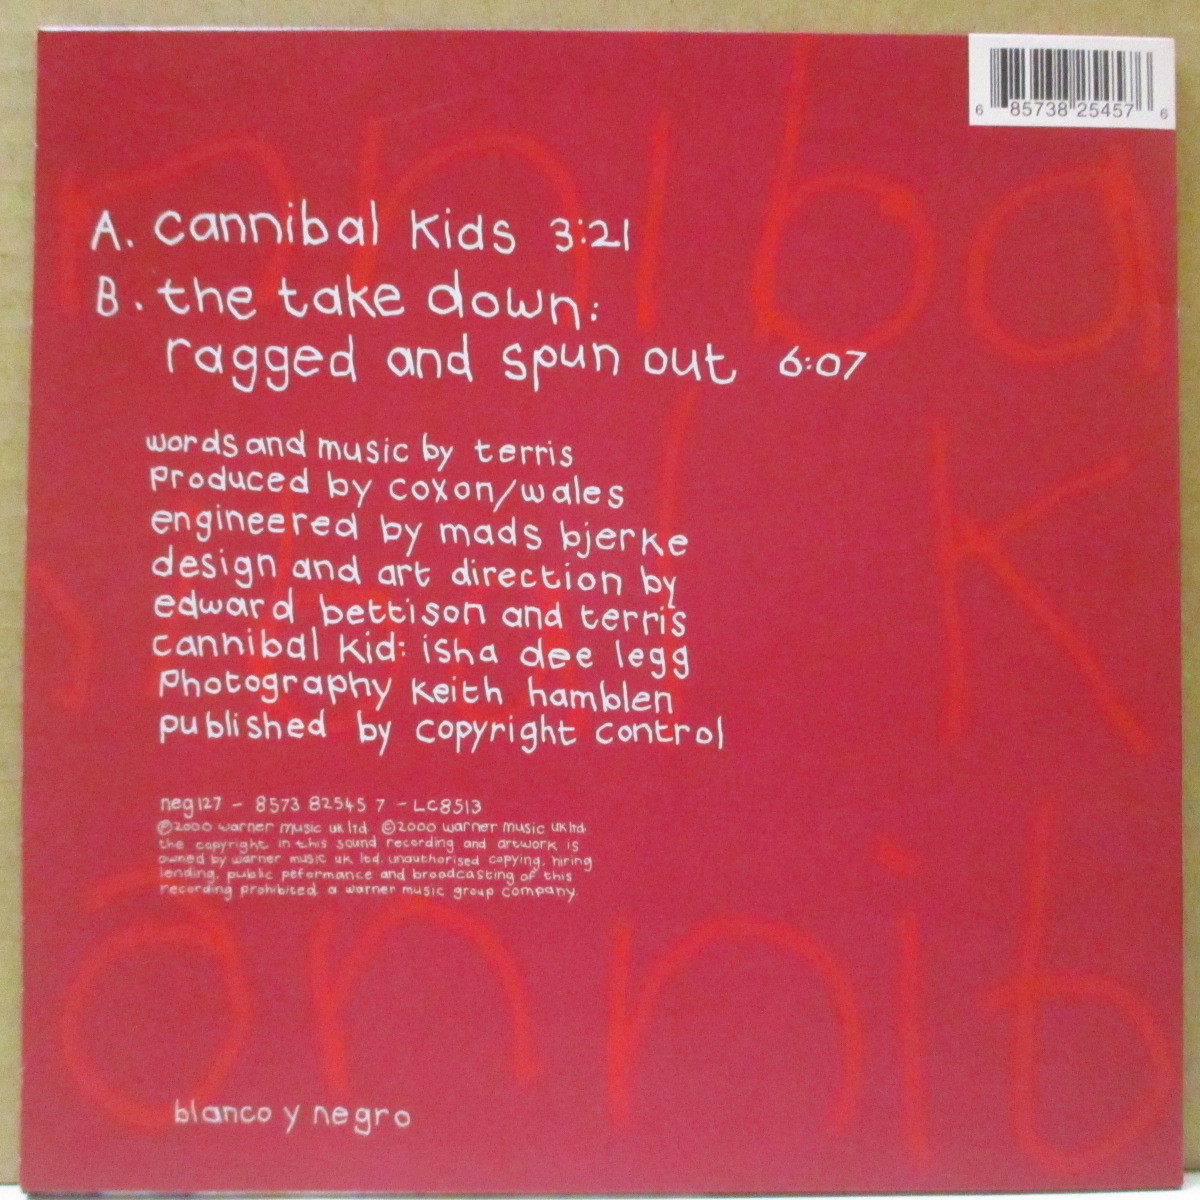 6 85738 25457 6
A. cannibal kids 3:21
B. the take down:
ragged and spun out 6:07
words and music by terris
produced by coxon/wales
engineered by mads bjerke
design and art direction by
edward bettison and terris
cannibal kid: isha dee legg
photography keith hamblen
published by copyright control
neg127 - 8573 82545 7 - LC8513
℗2000 warner music uk ltd. ©2000 warner music uk ltd.
the copyright in this sound recording and artwork is
owned by warner music uk ltd. unauthorised copying, hiring
lending, public peformance and broadcasting of this
recording prohibited. a warner music group company.
blanco y negro
nniba
l k
annib